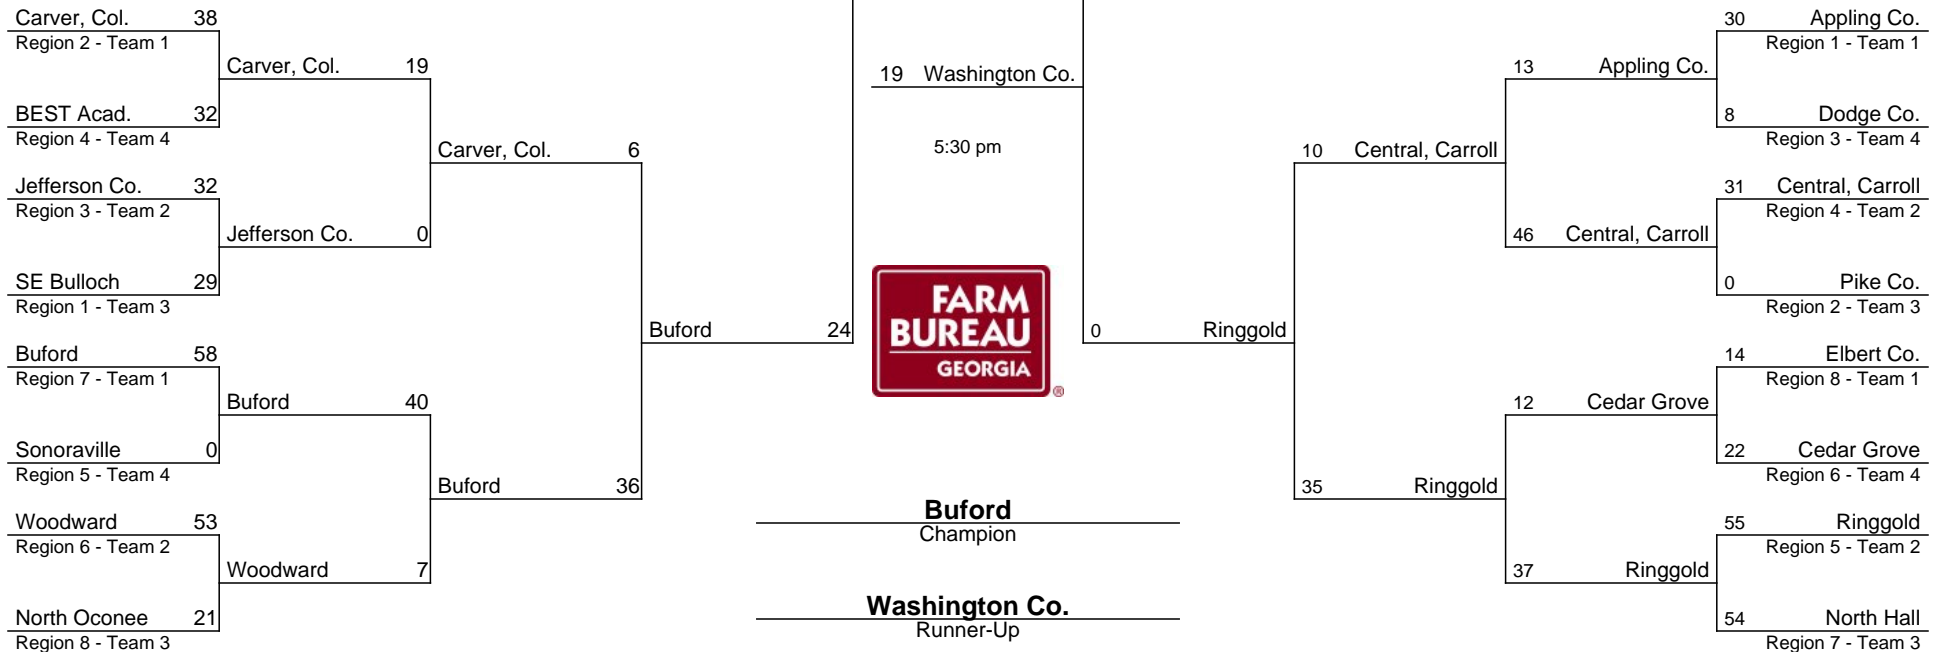 Carver, Col. 38
Region 2 - Team 1
BEST Acad. 32
Region 4 - Team 4
Jefferson Co. 32
Region 3 - Team 2
SE Bulloch 29
Region 1 - Team 3
Buford 58
Region 7 - Team 1
Sonoraville 0
Region 5 - Team 4
Woodward 53
Region 6 - Team 2
North Oconee 21
Region 8 - Team 3
Carver, Col. 19
Jefferson Co. 0
Buford 40
Woodward 7
Carver, Col. 6
Buford 36
Buford 24
19 Washington Co.
5:30 pm
FARM
BUREAU
GEORGIA
®
Buford
Champion
Washington Co.
Runner-Up
0 Ringgold
10 Central, Carroll
35 Ringgold
13 Appling Co.
46 Central, Carroll
12 Cedar Grove
37 Ringgold
30 Appling Co.
Region 1 - Team 1
8 Dodge Co.
Region 3 - Team 4
31 Central, Carroll
Region 4 - Team 2
0 Pike Co.
Region 2 - Team 3
14 Elbert Co.
Region 8 - Team 1
22 Cedar Grove
Region 6 - Team 4
55 Ringgold
Region 5 - Team 2
54 North Hall
Region 7 - Team 3